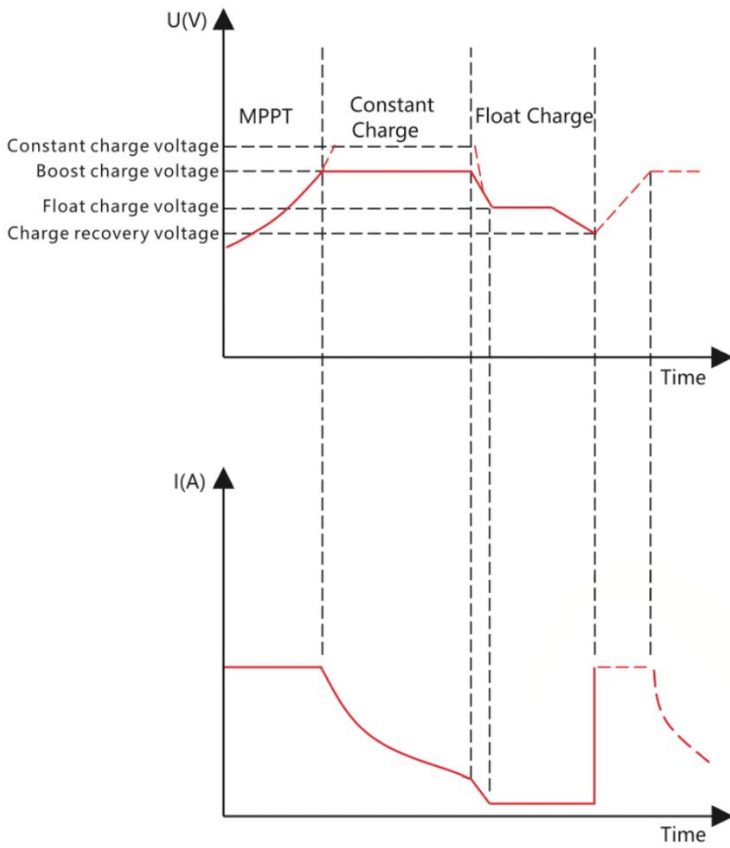 U(V)
MPPT
Constant
Charge
Float Charge
Constant charge voltage
Boost charge voltage
Float charge voltage
Charge recovery voltage
Time
I(A)
Time